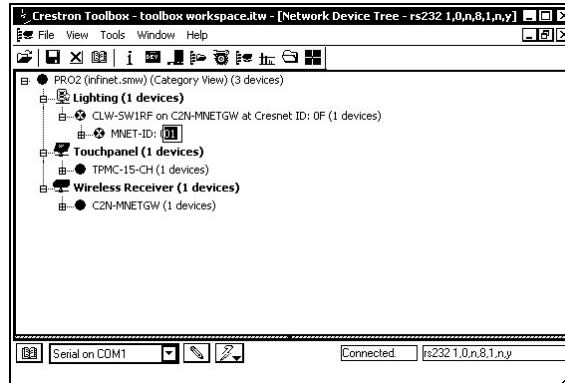 Crestron Toolbox - toolbox workspace.itw - [Network Device Tree - rs232 1,0,n,8,1,n,y]
File View Tools Window Help
i DEV
PRO2 (infinet.smw) (Category View) (3 devices)
Lighting (1 devices)
CLW-SW1RF on C2N-MNETGW at Cresnet ID: 0F (1 devices)
MNET-ID: 01
Touchpanel (1 devices)
TPMC-15-CH (1 devices)
Wireless Receiver (1 devices)
C2N-MNETGW (1 devices)
Serial on COM1 Connected. rs232 1,0,n,8,1,n,y